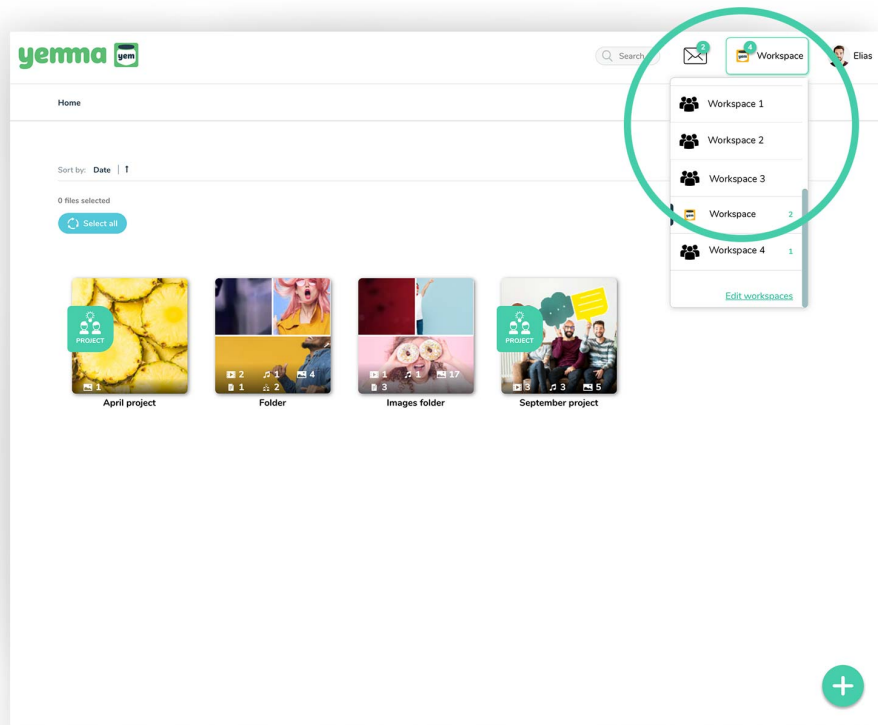 yemma yem
Search
2
4
Workspace
Elias
Home
Workspace 1
Workspace 2
Workspace 3
Workspace 2
Workspace 4 1
Edit workspaces
Sort by: Date
0 files selected
Select all
PROJECT
1
April project
2 1 4
1 2
Folder
1 1 17
3
Images folder
PROJECT
3 3 5
September project